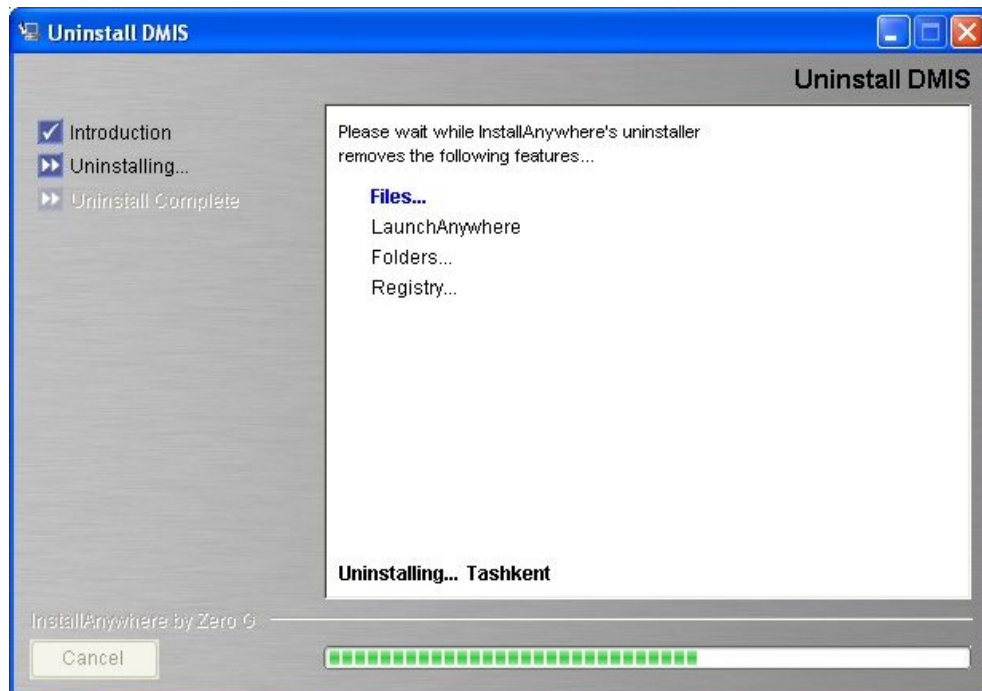 Uninstall DMIS
Uninstall DMIS
Introduction
Uninstalling...
Uninstall Complete
Please wait while InstallAnywhere's uninstaller
removes the following features...
Files...
LaunchAnywhere
Folders...
Registry...
Uninstalling... Tashkent
InstallAnywhere by Zero G
Cancel